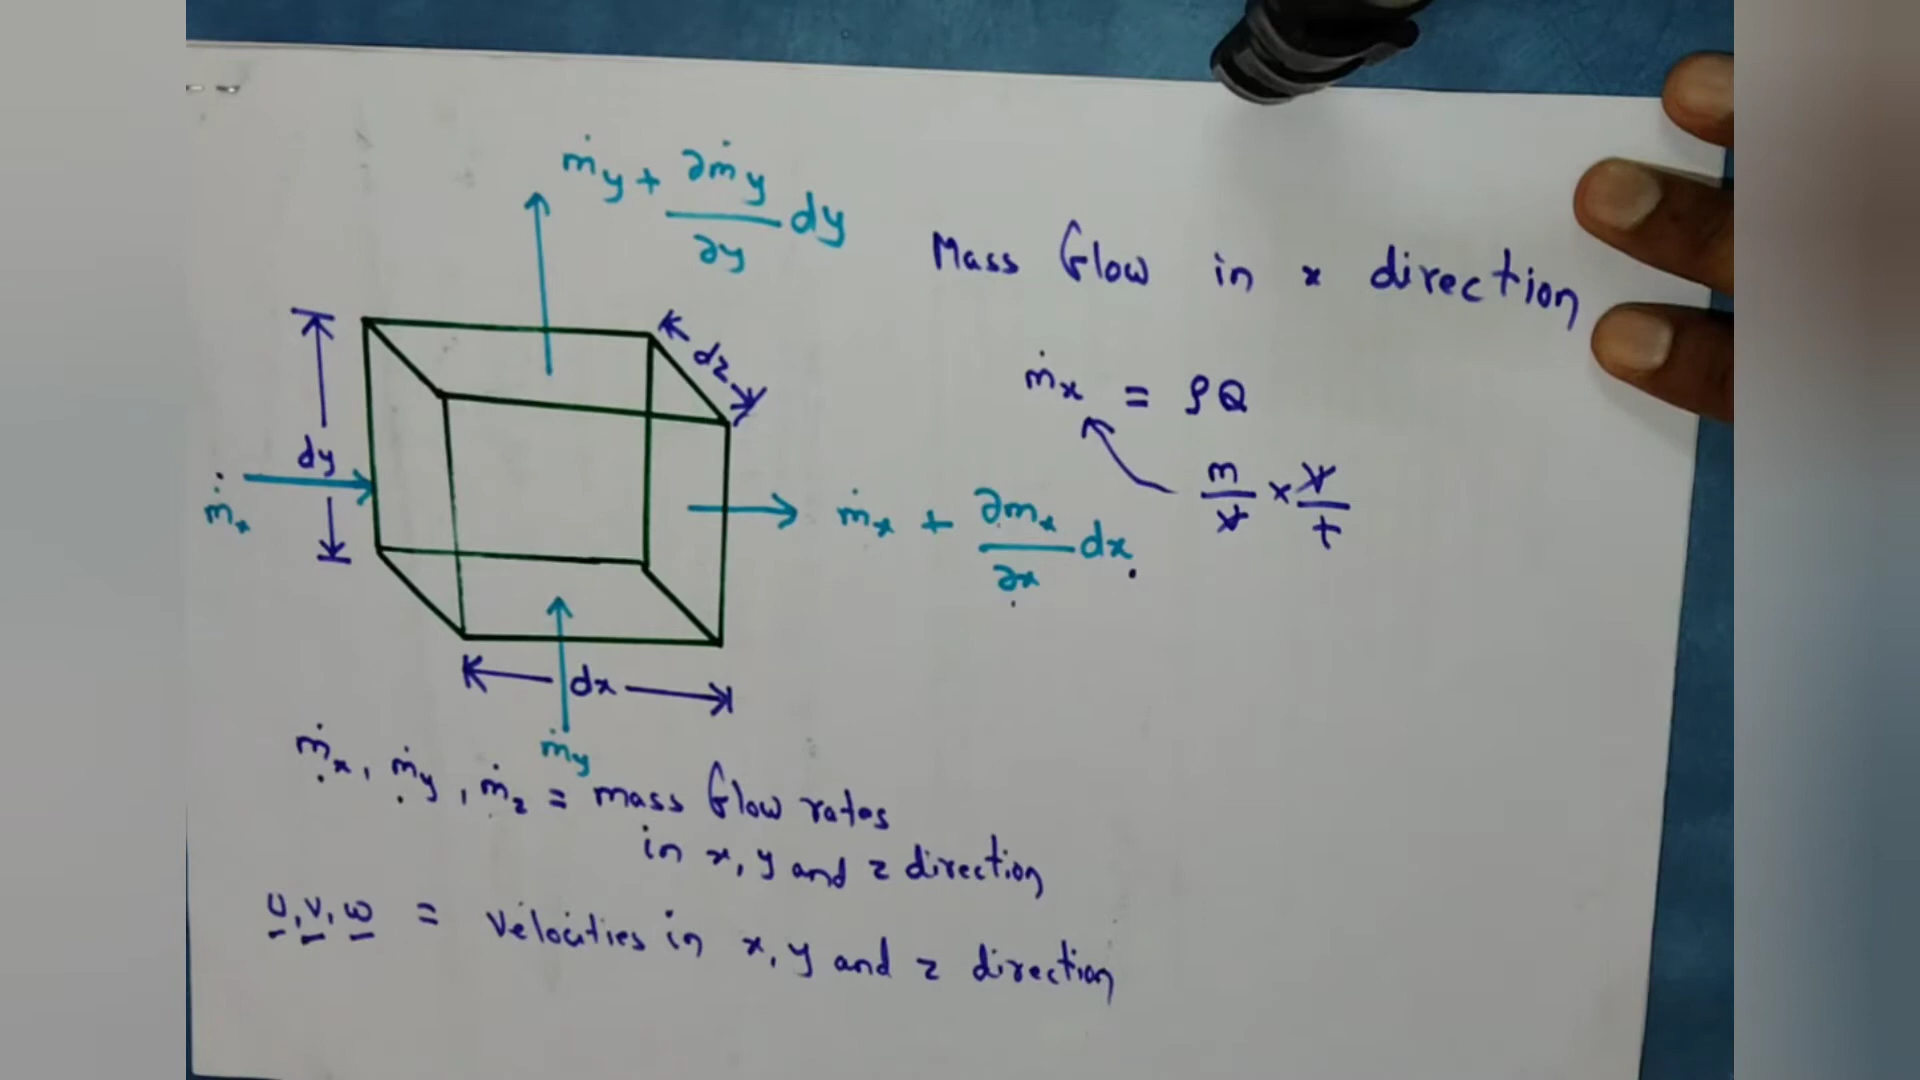 ṁy + ∂ṁy/∂y dy
Mass flow in x direction
dz
ṁx = ρQ
dy
m/V × V/t
ṁx
ṁx + ∂mx/∂x dx
dx
ṁy
ṁx, ṁy, ṁz = mass flow rates
in x, y and z direction
u, v, w = Velocities in x, y and z direction